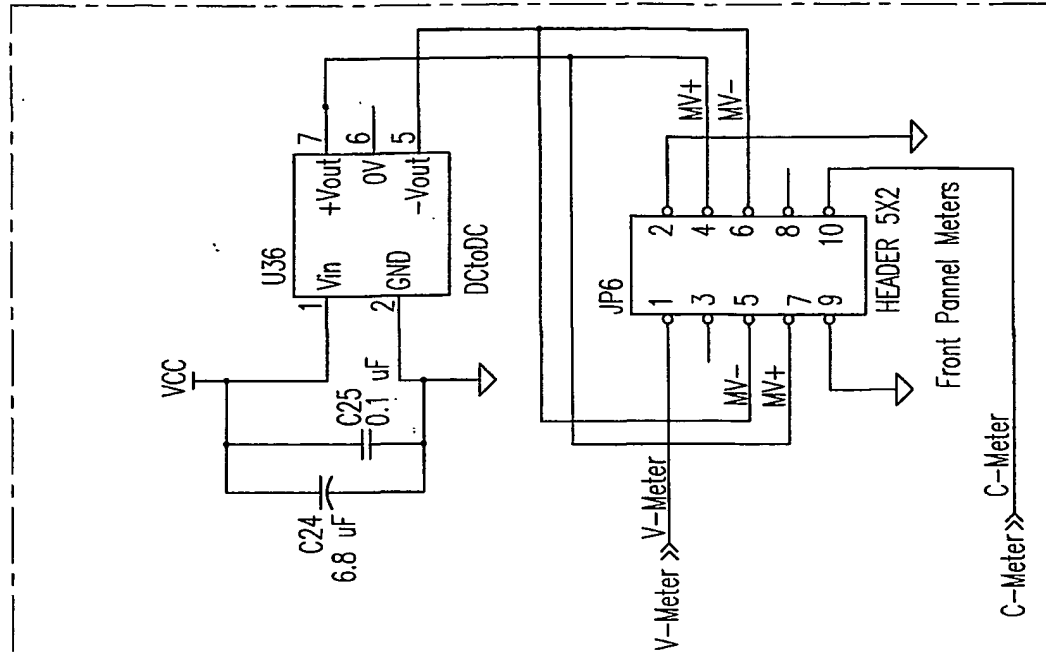 VCC
C24
6.8 uF
C25
0.1 uF
U36
1
Vin
+Vout
7
0V
6
2
GND
-Vout
5
DCtoDC
MV+
MV-
JP6
1
2
3
4
5
6
7
8
9
10
MV-
MV+
HEADER 5X2
Front Pannel Meters
V-Meter
V-Meter
C-Meter
C-Meter